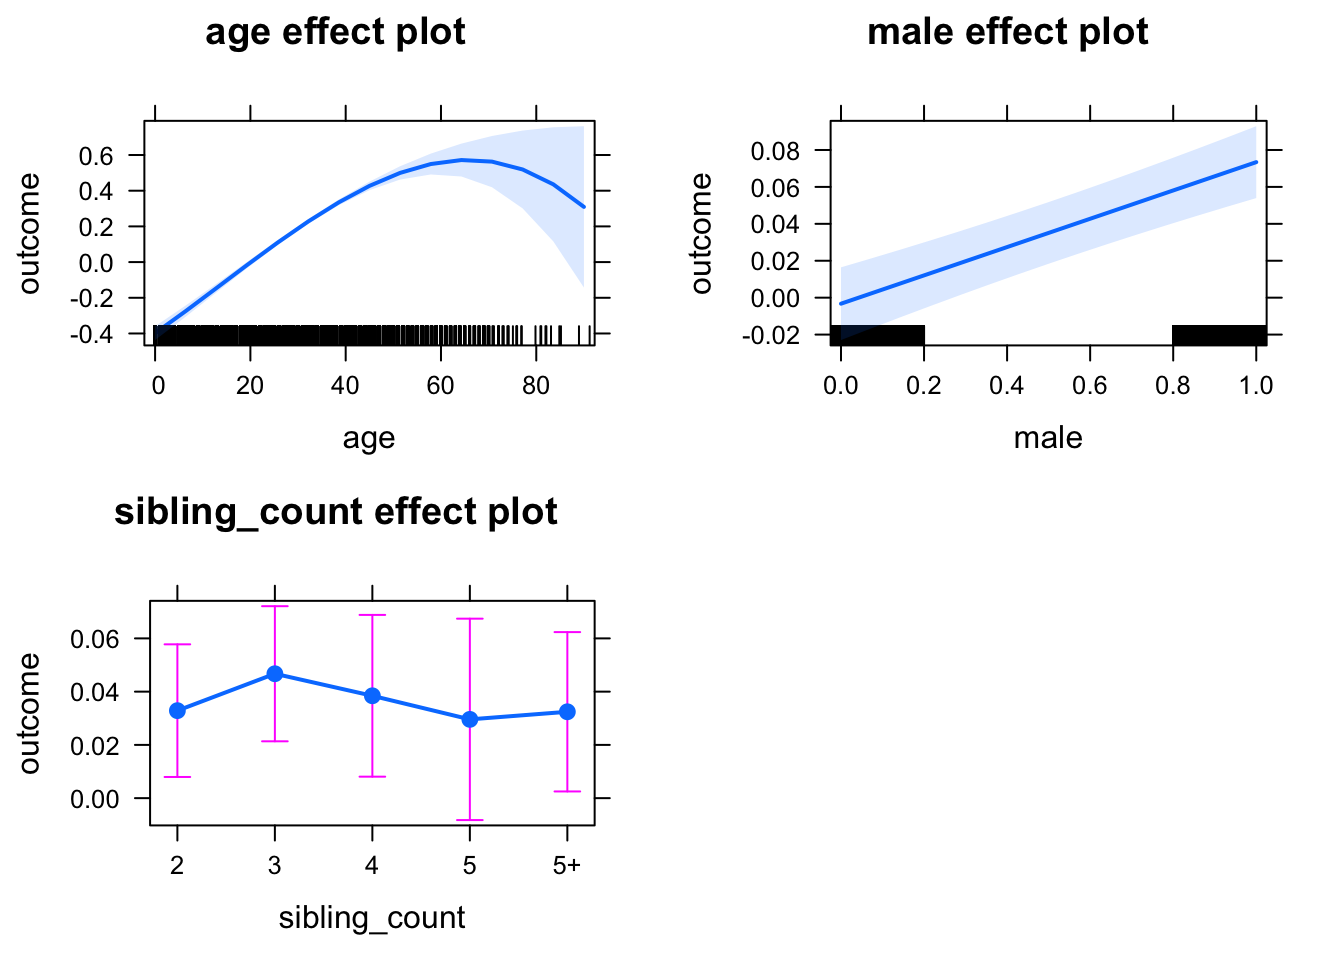 age effect plot
outcome
0.6
0.4
0.2
0.0
-0.2
-0.4
0 20 40 60 80
age
male effect plot
outcome
0.08
0.06
0.04
0.02
0.00
-0.02
0.0 0.2 0.4 0.6 0.8 1.0
male
sibling_count effect plot
outcome
0.06
0.04
0.02
0.00
2 3 4 5 5+
sibling_count